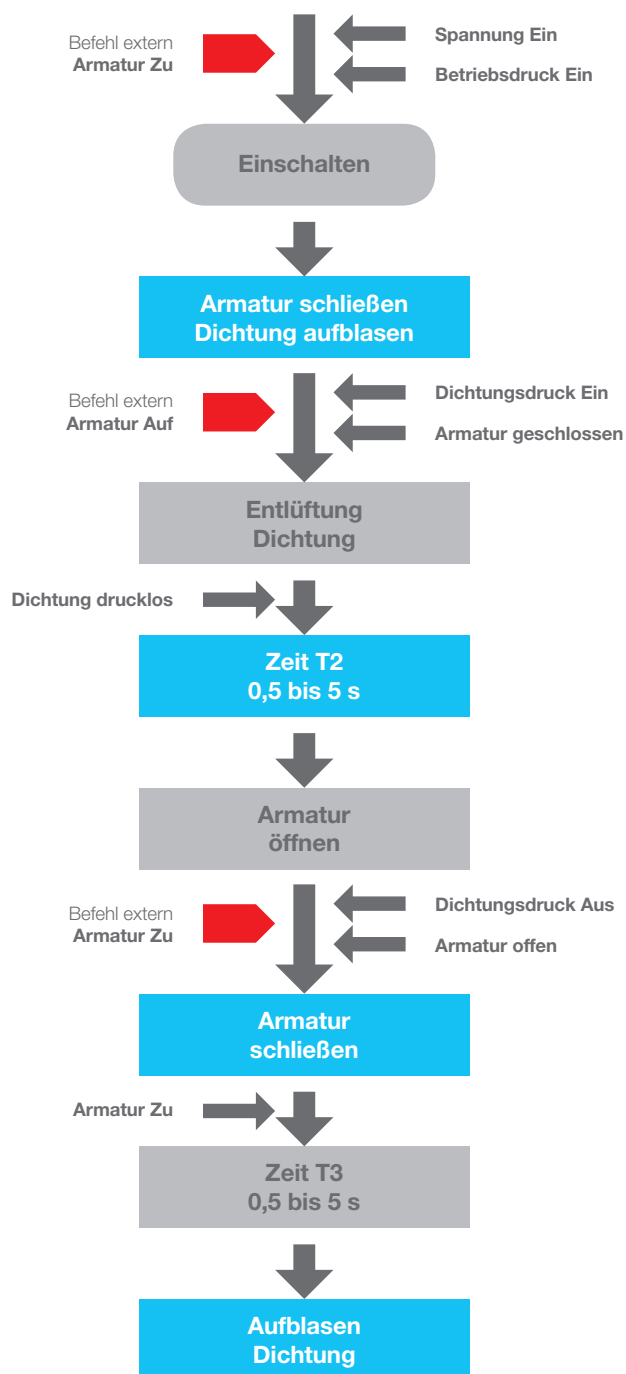 Befehl extern
Armatur Zu
Spannung Ein
Betriebsdruck Ein
Einschalten
Armatur schließen
Dichtung aufblasen
Befehl extern
Armatur Auf
Dichtungsdruck Ein
Armatur geschlossen
Entlüftung
Dichtung
Dichtung drucklos
Zeit T2
0,5 bis 5 s
Armatur
öffnen
Befehl extern
Armatur Zu
Dichtungsdruck Aus
Armatur offen
Armatur
schließen
Armatur Zu
Zeit T3
0,5 bis 5 s
Aufblasen
Dichtung